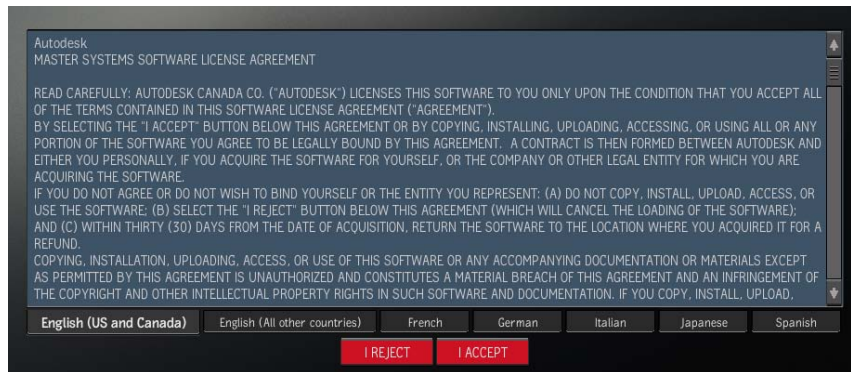 Autodesk
MASTER SYSTEMS SOFTWARE LICENSE AGREEMENT
READ CAREFULLY: AUTODESK CANADA CO. ("AUTODESK") LICENSES THIS SOFTWARE TO YOU ONLY UPON THE CONDITION THAT YOU ACCEPT ALL
OF THE TERMS CONTAINED IN THIS SOFTWARE LICENSE AGREEMENT ("AGREEMENT").
BY SELECTING THE "I ACCEPT" BUTTON BELOW THIS AGREEMENT OR BY COPYING, INSTALLING, UPLOADING, ACCESSING, OR USING ALL OR ANY
PORTION OF THE SOFTWARE YOU AGREE TO BE LEGALLY BOUND BY THIS AGREEMENT. A CONTRACT IS THEN FORMED BETWEEN AUTODESK AND
EITHER YOU PERSONALLY, IF YOU ACQUIRE THE SOFTWARE FOR YOURSELF, OR THE COMPANY OR OTHER LEGAL ENTITY FOR WHICH YOU ARE
ACQUIRING THE SOFTWARE.
IF YOU DO NOT AGREE OR DO NOT WISH TO BIND YOURSELF OR THE ENTITY YOU REPRESENT: (A) DO NOT COPY, INSTALL, UPLOAD, ACCESS, OR
USE THE SOFTWARE; (B) SELECT THE "I REJECT" BUTTON BELOW THIS AGREEMENT (WHICH WILL CANCEL THE LOADING OF THE SOFTWARE);
AND (C) WITHIN THIRTY (30) DAYS FROM THE DATE OF ACQUISITION, RETURN THE SOFTWARE TO THE LOCATION WHERE YOU ACQUIRED IT FOR A
REFUND.
COPYING, INSTALLATION, UPLOADING, ACCESS, OR USE OF THIS SOFTWARE OR ANY ACCOMPANYING DOCUMENTATION OR MATERIALS EXCEPT
AS PERMITTED BY THIS AGREEMENT IS UNAUTHORIZED AND CONSTITUTES A MATERIAL BREACH OF THIS AGREEMENT AND AN INFRINGEMENT OF
THE COPYRIGHT AND OTHER INTELLECTUAL PROPERTY RIGHTS IN SUCH SOFTWARE AND DOCUMENTATION. IF YOU COPY, INSTALL, UPLOAD,
English (US and Canada) English (All other countries) French German Italian Japanese Spanish
I REJECT I ACCEPT